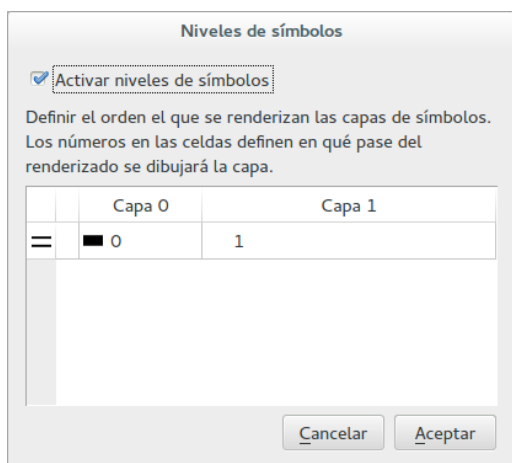 Niveles de símbolos
Activar niveles de símbolos
Definir el orden el que se renderizan las capas de símbolos.
Los números en las celdas definen en qué pase del
renderizado se dibujará la capa.
Capa 0 Capa 1
0 1
Cancelar Aceptar